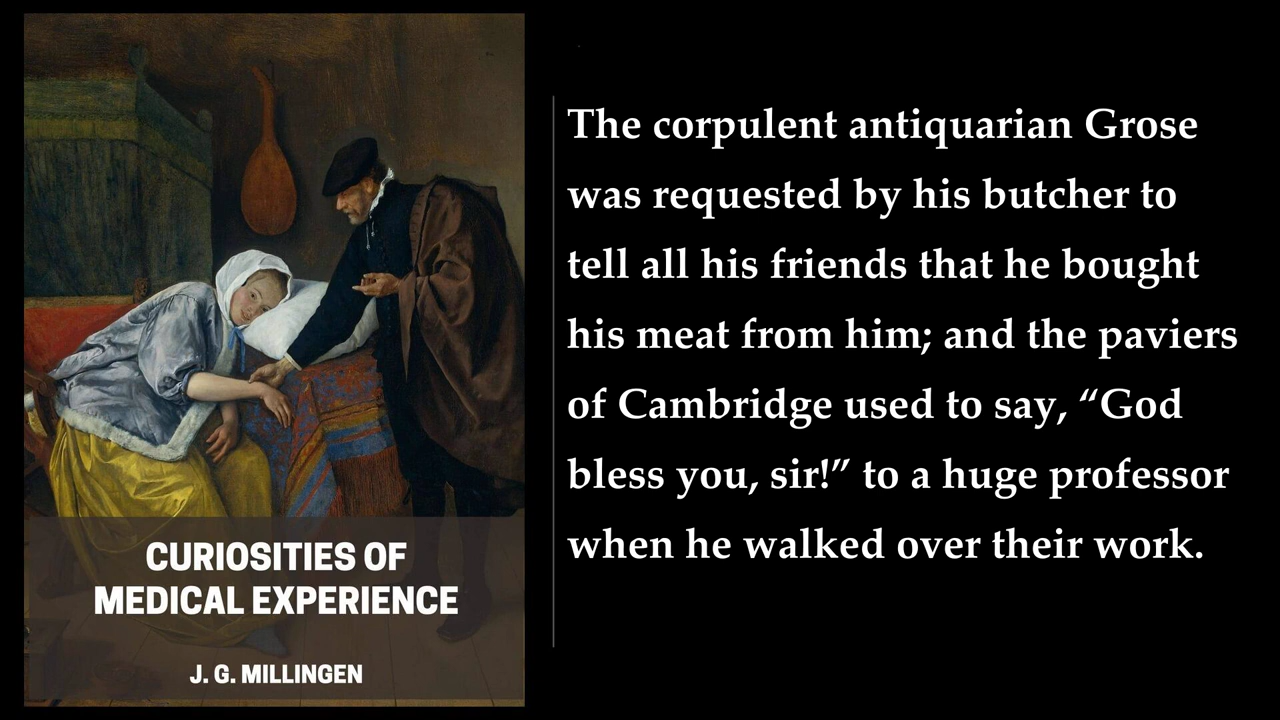 The corpulent antiquarian Grose
was requested by his butcher to
tell all his friends that he bought
his meat from him; and the paviers
of Cambridge used to say, “God
bless you, sir!” to a huge professor
when he walked over their work.
CURIOSITIES OF
MEDICAL EXPERIENCE
J. G. MILLINGEN